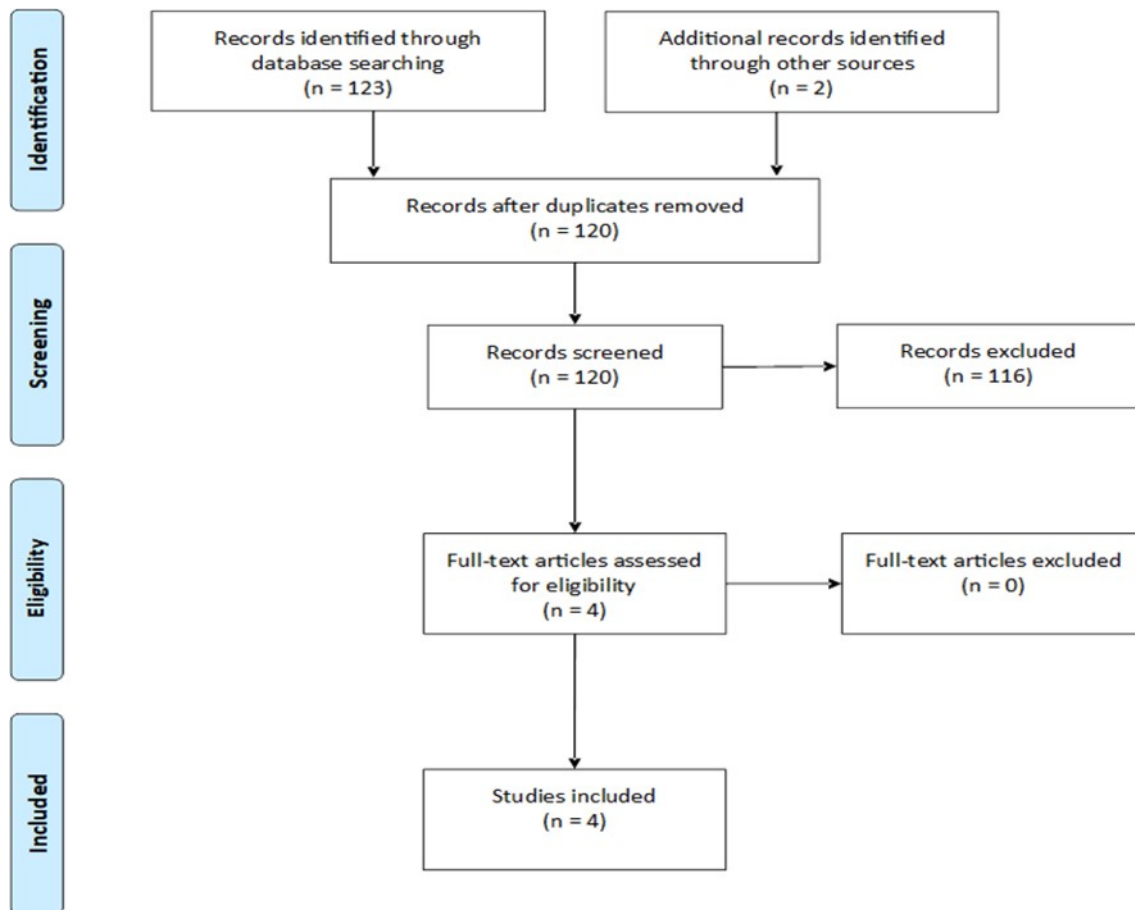 Identification
Records identified through
database searching
(n = 123)
Additional records identified
through other sources
(n = 2)
Records after duplicates removed
(n = 120)
Screening
Records screened
(n = 120)
Records excluded
(n = 116)
Eligibility
Full-text articles assessed
for eligibility
(n = 4)
Full-text articles excluded
(n = 0)
Included
Studies included
(n = 4)